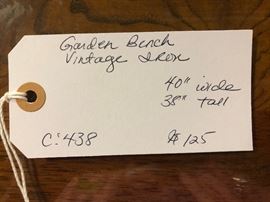 Garden Bench
Vintage Iron
40" wide
38" tall
C:438 $125